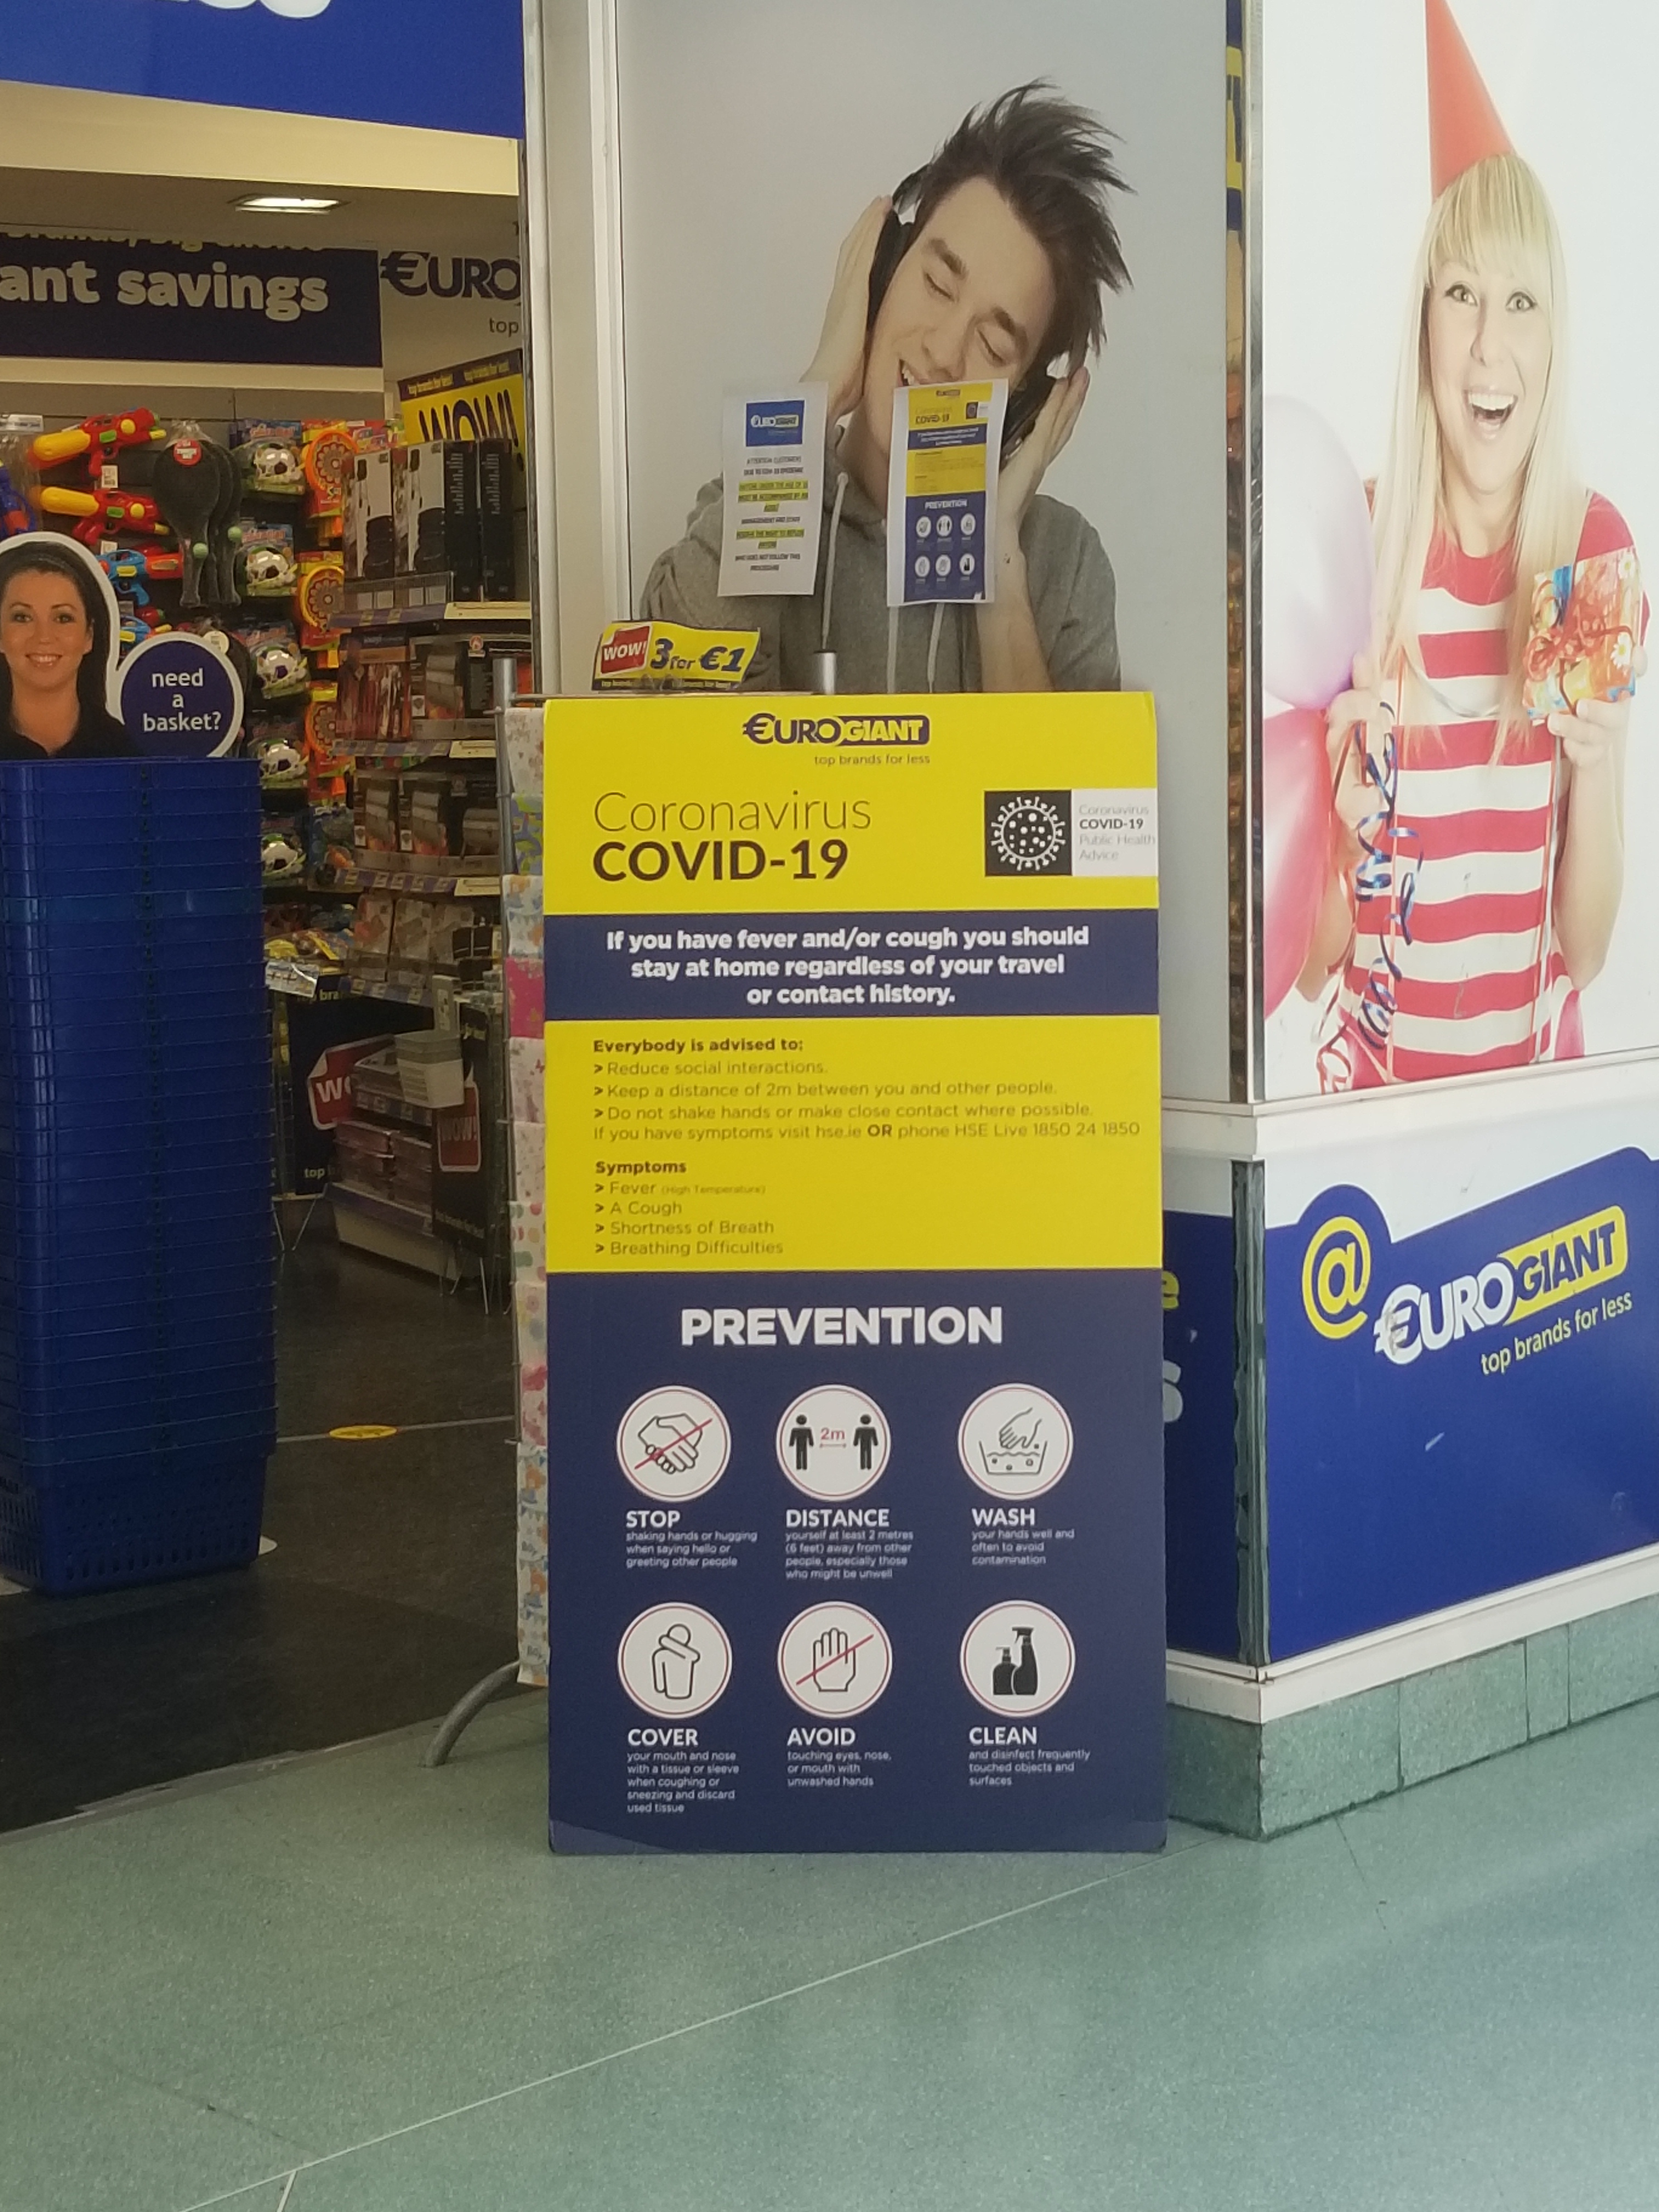 ant savings
€URO
top
WOW!
need
a
basket?
€UROGIANT
ATTENTION CUSTOMERS
COVID-19
PREVENTION
WOW! 3 for €1
€UROGIANT
top brands for less
Coronavirus
COVID-19
Coronavirus
COVID-19
Public Health
Advice
If you have fever and/or cough you should
stay at home regardless of your travel
or contact history.
Everybody is advised to;
> Reduce social interactions.
> Keep a distance of 2m between you and other people.
> Do not shake hands or make close contact where possible.
If you have symptoms visit hse.ie OR phone HSE Live 1850 24 1850
Symptoms
> Fever (High Temperature)
> A Cough
> Shortness of Breath
> Breathing Difficulties
PREVENTION
2m
STOP
shaking hands or hugging
when saying hello or
greeting other people
DISTANCE
yourself at least 2 metres
(6 feet) away from other
people, especially those
who might be unwell
WASH
your hands well and
often to avoid
contamination
COVER
your mouth and nose
with a tissue or sleeve
when coughing or
sneezing and discard
used tissue
AVOID
touching eyes, nose,
or mouth with
unwashed hands
CLEAN
and disinfect frequently
touched objects and
surfaces
WOW!
@ €UROGIANT
top brands for less